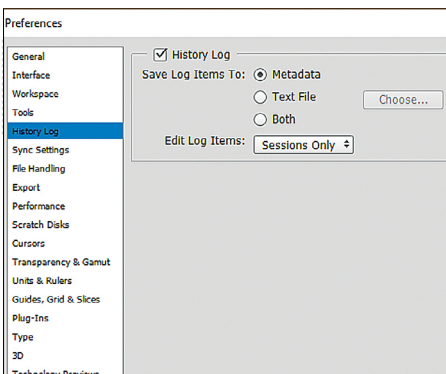 Preferences
General
Interface
Workspace
Tools
History Log
Sync Settings
File Handling
Export
Performance
Scratch Disks
Cursors
Transparency & Gamut
Units & Rulers
Guides, Grid & Slices
Plug-Ins
Type
3D
Technology Previews
History Log
Save Log Items To: Metadata
Text File Choose...
Both
Edit Log Items: Sessions Only